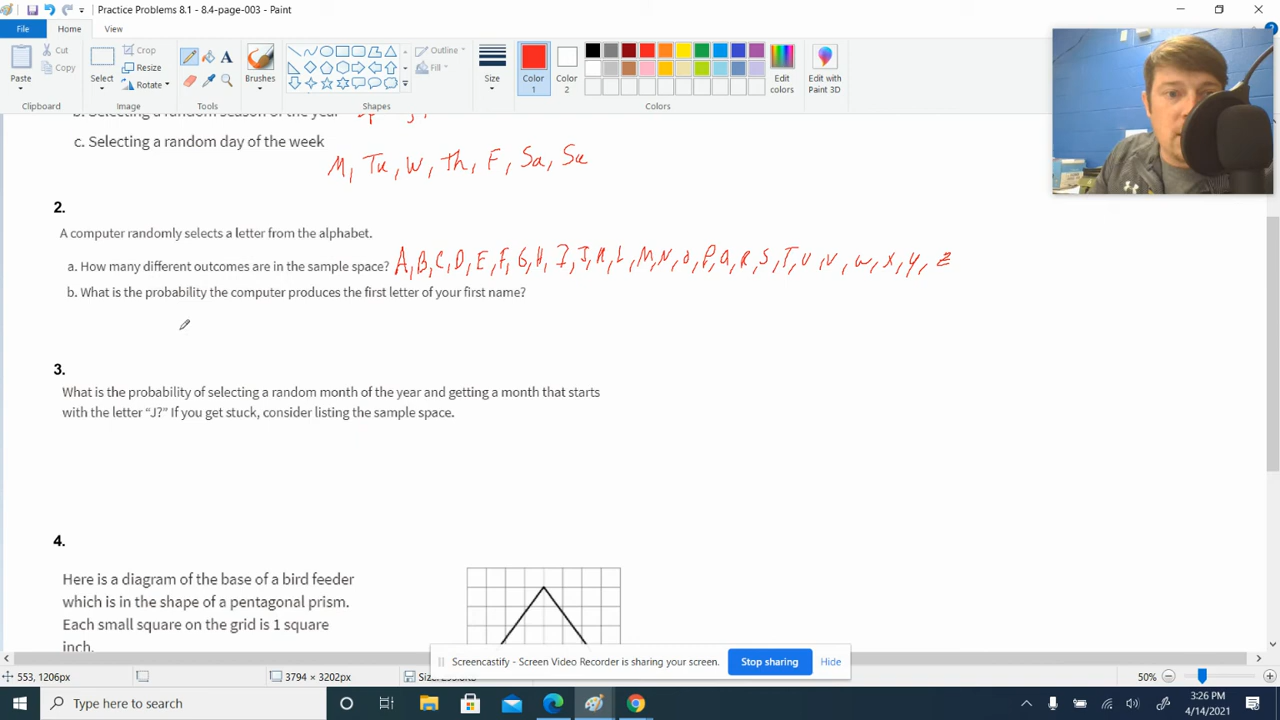 Practice Problems 8.1 - 8.4-page-003 - Paint
File
Home
View
Paste
Cut
Copy
Clipboard
Select
Crop
Resize
Rotate
Image
A
Tools
Brushes
Outline
Fill
Shapes
Size
Color
1
Color
2
Edit
colors
Colors
Edit with
Paint 3D
b. Selecting a random season of the year
c. Selecting a random day of the week
M, Tu, W, Th, F, Sa, Su
2.
A computer randomly selects a letter from the alphabet.
a. How many different outcomes are in the sample space? A, B, C, D, E, F, G, H, I, J, K, L, M, N, O, P, Q, R, S, T, U, V, W, X, Y, Z
b. What is the probability the computer produces the first letter of your first name?
3.
What is the probability of selecting a random month of the year and getting a month that starts
with the letter “J?” If you get stuck, consider listing the sample space.
4.
Here is a diagram of the base of a bird feeder
which is in the shape of a pentagonal prism.
Each small square on the grid is 1 square
inch.
Screencastify - Screen Video Recorder is sharing your screen.
Stop sharing
Hide
553, 1206px
3794 × 3202px
50%
Type here to search
3:26 PM
4/14/2021